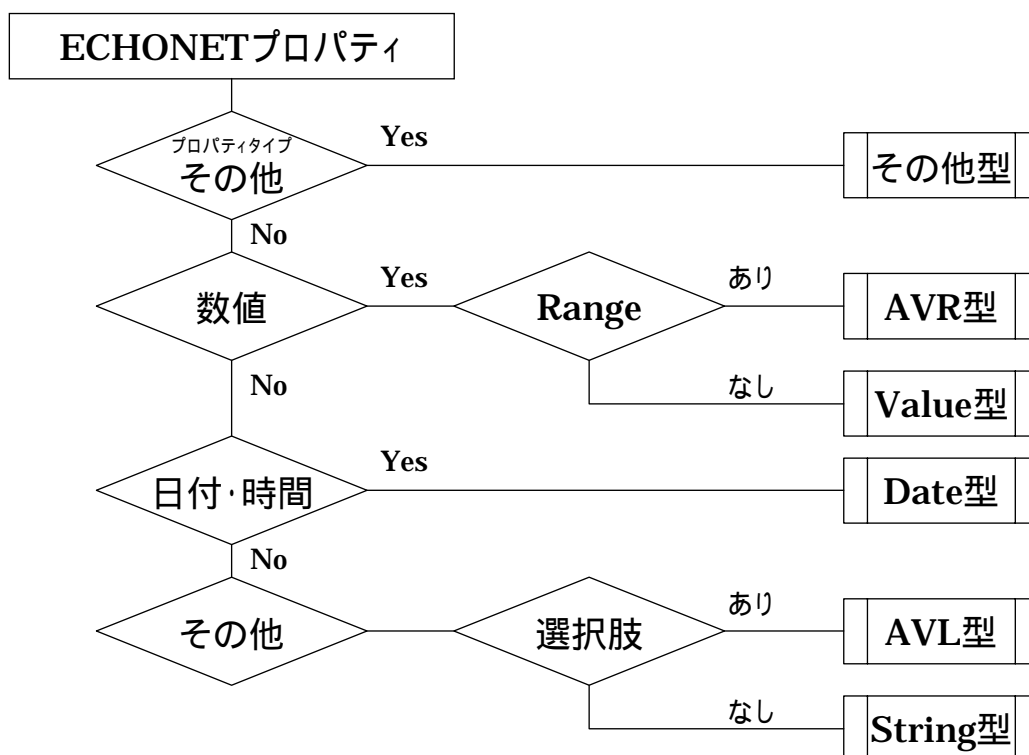 ECHONETプロパティ
プロパティタイプ
その他
Yes
その他型
No
数値
Yes
Range
あり
AVR型
No
なし
Value型
日付・時間
Yes
Date型
No
その他
選択肢
あり
AVL型
なし
String型